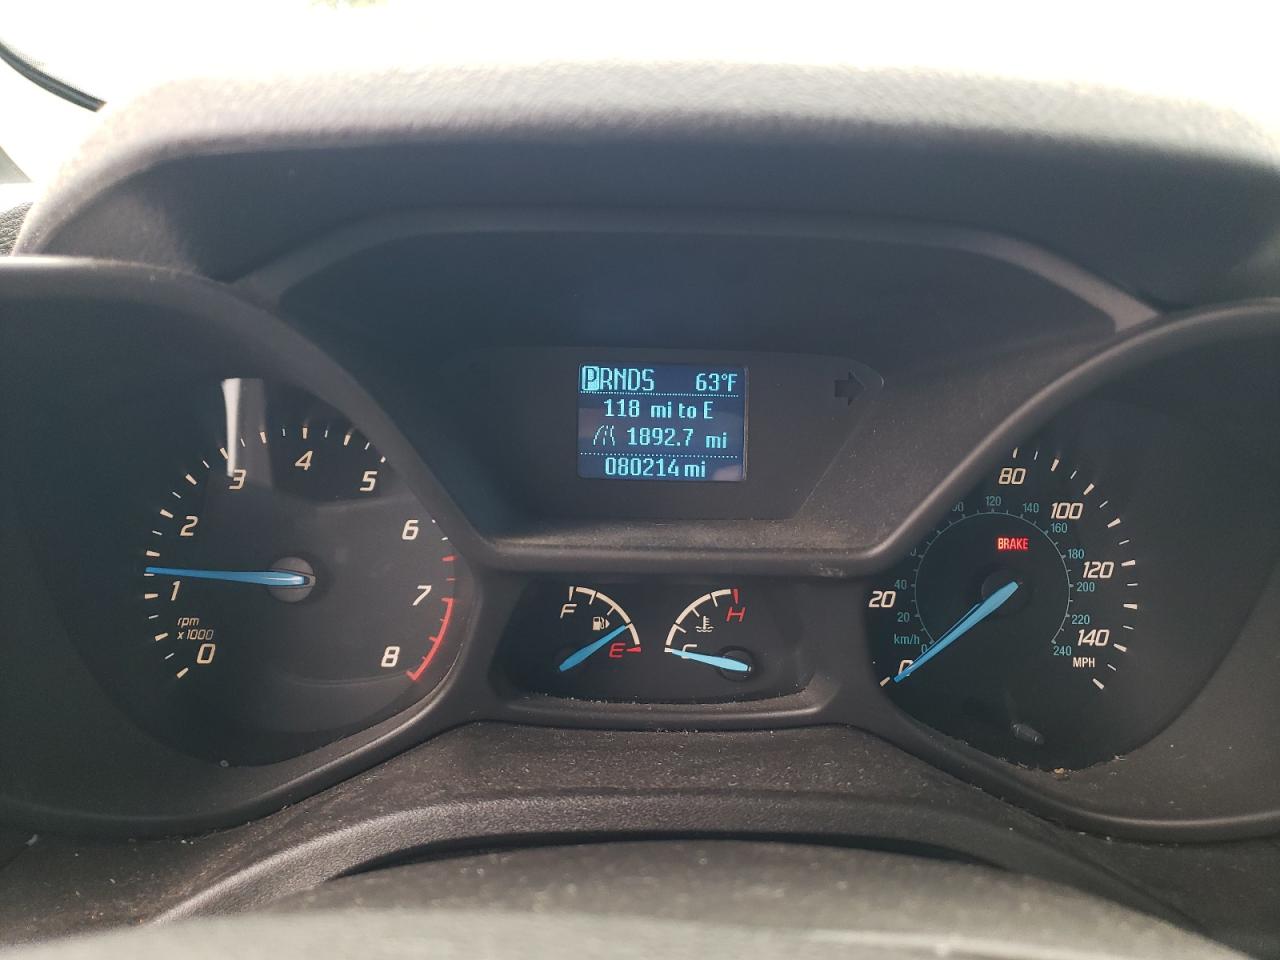 PRNDS 63°F
118 mi to E
1892.7 mi
080214 mi
0 1 2 3 4 5 6 7 8
rpm
x1000
F E
C H
0 20 80 100 120 140
MPH
BRAKE
km/h
0 20 40 120 140 160 180 200 220 240